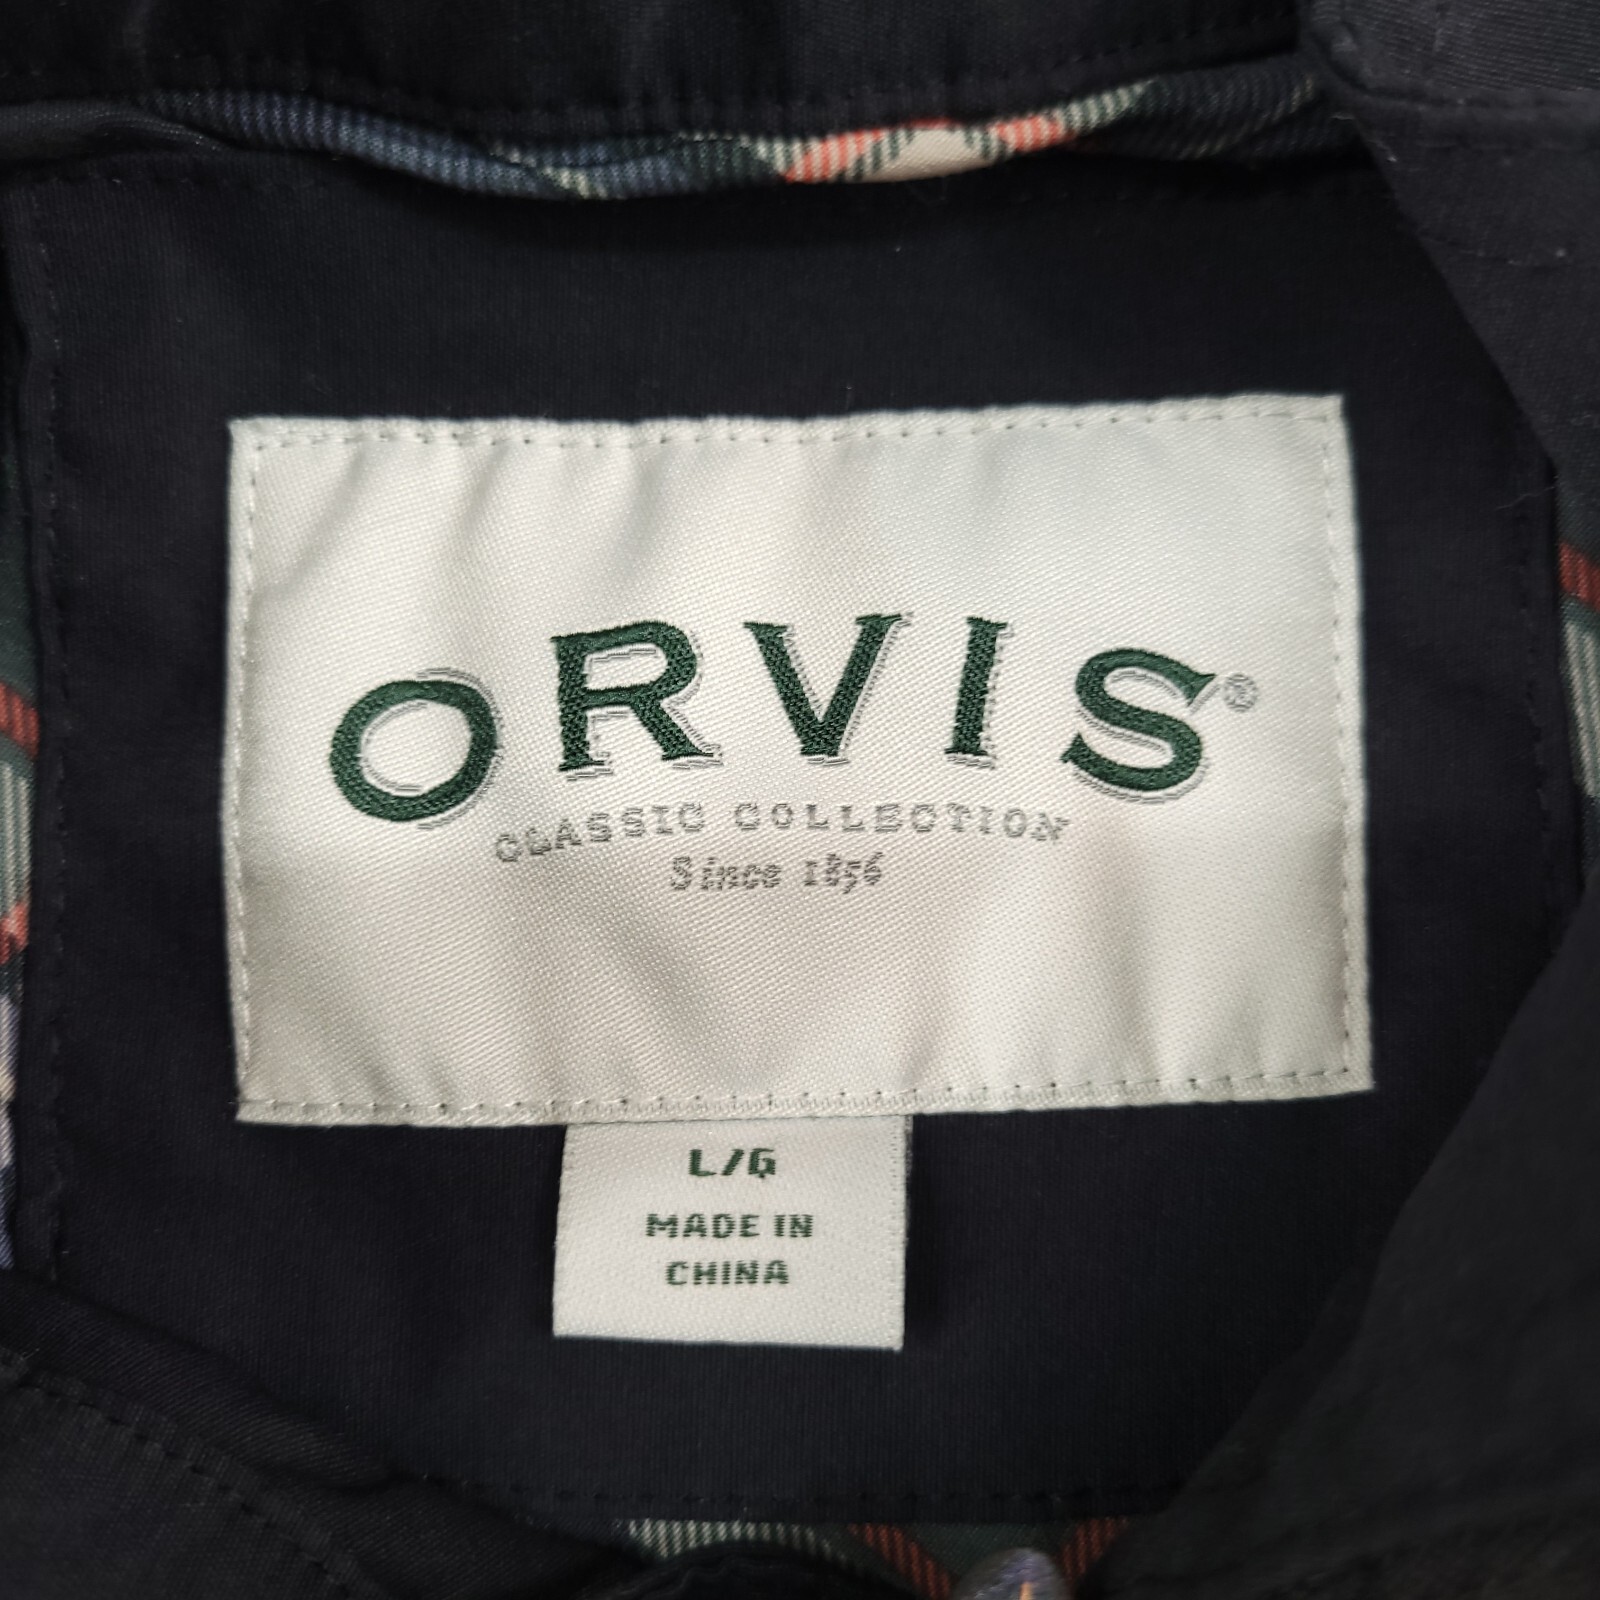 ORVIS®
CLASSIC COLLECTION
Since 1856
L/G
MADE IN
CHINA